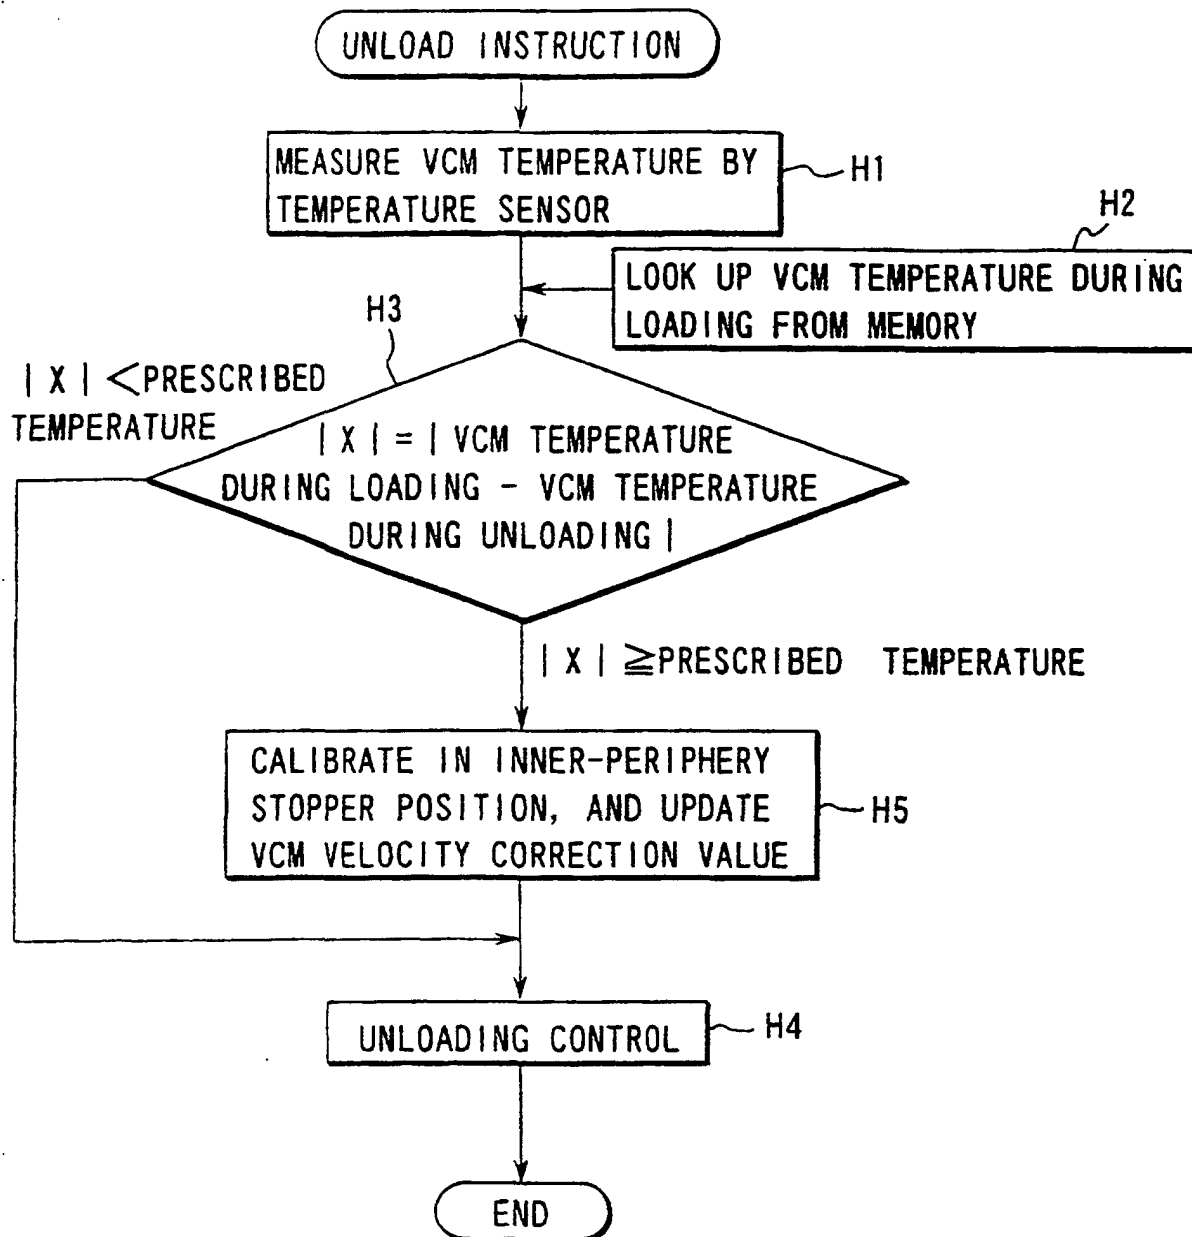 UNLOAD INSTRUCTION
MEASURE VCM TEMPERATURE BY
TEMPERATURE SENSOR
H1
H2
LOOK UP VCM TEMPERATURE DURING
LOADING FROM MEMORY
H3
| X | <PRESCRIBED
TEMPERATURE
| X | = | VCM TEMPERATURE
DURING LOADING - VCM TEMPERATURE
DURING UNLOADING |
| X | ≧PRESCRIBED TEMPERATURE
CALIBRATE IN INNER-PERIPHERY
STOPPER POSITION, AND UPDATE
VCM VELOCITY CORRECTION VALUE
H5
UNLOADING CONTROL
H4
END